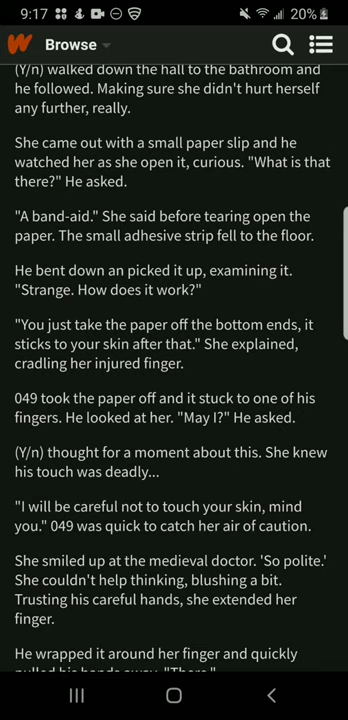 9:17 20%
Browse
(Y/n) walked down the hall to the bathroom and
he followed. Making sure she didn't hurt herself
any further, really.
She came out with a small paper slip and he
watched her as she open it, curious. "What is that
there?" He asked.
"A band-aid." She said before tearing open the
paper. The small adhesive strip fell to the floor.
He bent down an picked it up, examining it.
"Strange. How does it work?"
"You just take the paper off the bottom ends, it
sticks to your skin after that." She explained,
cradling her injured finger.
049 took the paper off and it stuck to one of his
fingers. He looked at her. "May I?" He asked.
(Y/n) thought for a moment about this. She knew
his touch was deadly...
"I will be careful not to touch your skin, mind
you." 049 was quick to catch her air of caution.
She smiled up at the medieval doctor. 'So polite.'
She couldn't help thinking, blushing a bit.
Trusting his careful hands, she extended her
finger.
He wrapped it around her finger and quickly
pulled his hands away. "There."